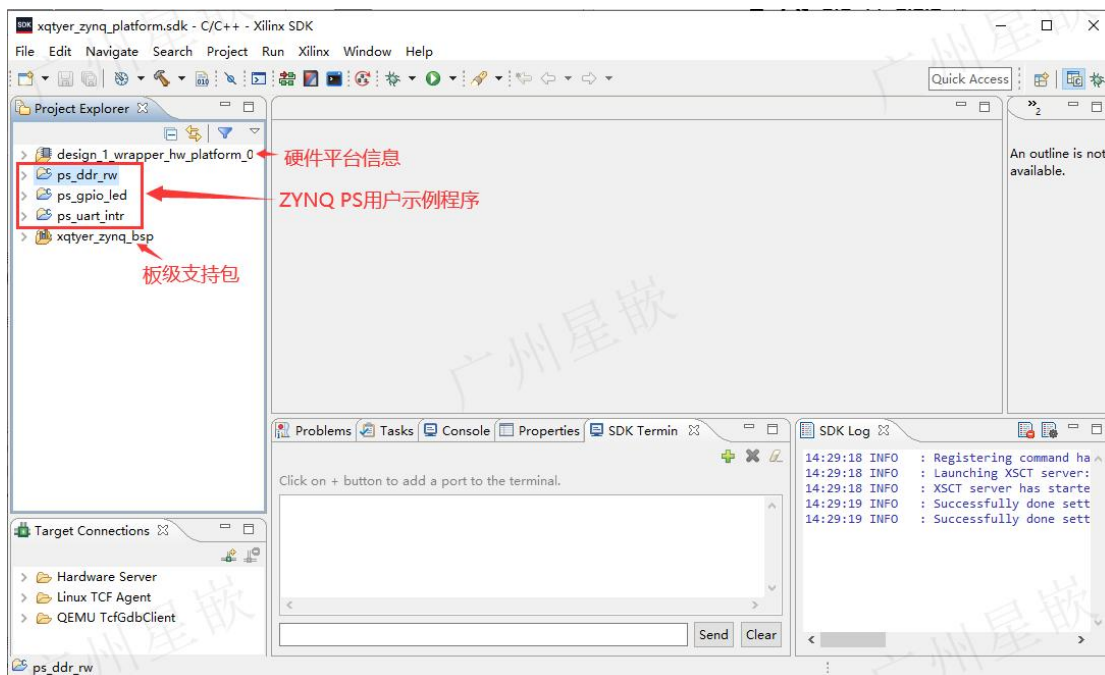 SDK xqtyer_zynq_platform.sdk - C/C++ - Xilinx SDK
File Edit Navigate Search Project Run Xilinx Window Help
Quick Access
Project Explorer
design_1_wrapper_hw_platform_0
硬件平台信息
ps_ddr_rw
ps_gpio_led
ZYNQ PS用户示例程序
ps_uart_intr
xqtyer_zynq_bsp
板级支持包
2
An outline is not
available.
Problems Tasks Console Properties SDK Termin
Click on + button to add a port to the terminal.
Send Clear
SDK Log
14:29:18 INFO : Registering command ha
14:29:18 INFO : Launching XSCT server:
14:29:18 INFO : XSCT server has starte
14:29:19 INFO : Successfully done sett
14:29:19 INFO : Successfully done sett
Target Connections
Hardware Server
Linux TCF Agent
QEMU TcfGdbClient
ps_ddr_rw
广州星嵌